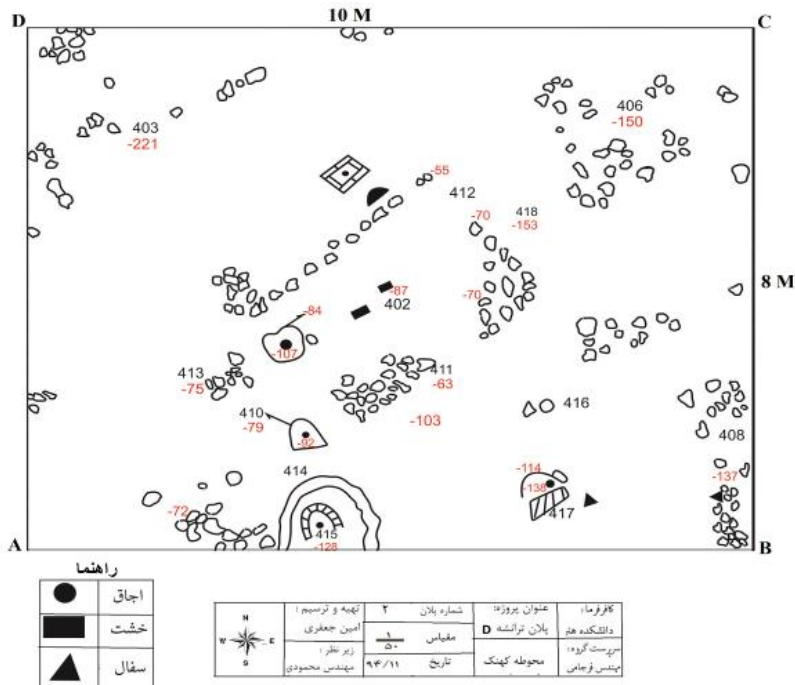 D 10 M C
403
-221
406
-150
-55
412
-70
418
-153
8 M
-87
402
-70
-84
-107
413
-75
411
-63
-103
410
-79
-92
416
408
414
-114
-138
-137
-72
417
415
-128
A B
راهنما
اجاق
خشت
سفال
کافرفرما:
دانشکده هنر
سرپرست گروه:
مهندس فرجامی
عنوان پروژه:
پلان ترانشه D
محوطه کهنک
شماره پلان ۲
مقیاس ۱/۵۰
تاریخ ۹۴/۱۱
تهیه و ترسیم:
امین جعفری
زیر نظر:
مهندس محمودی
N
W E
S